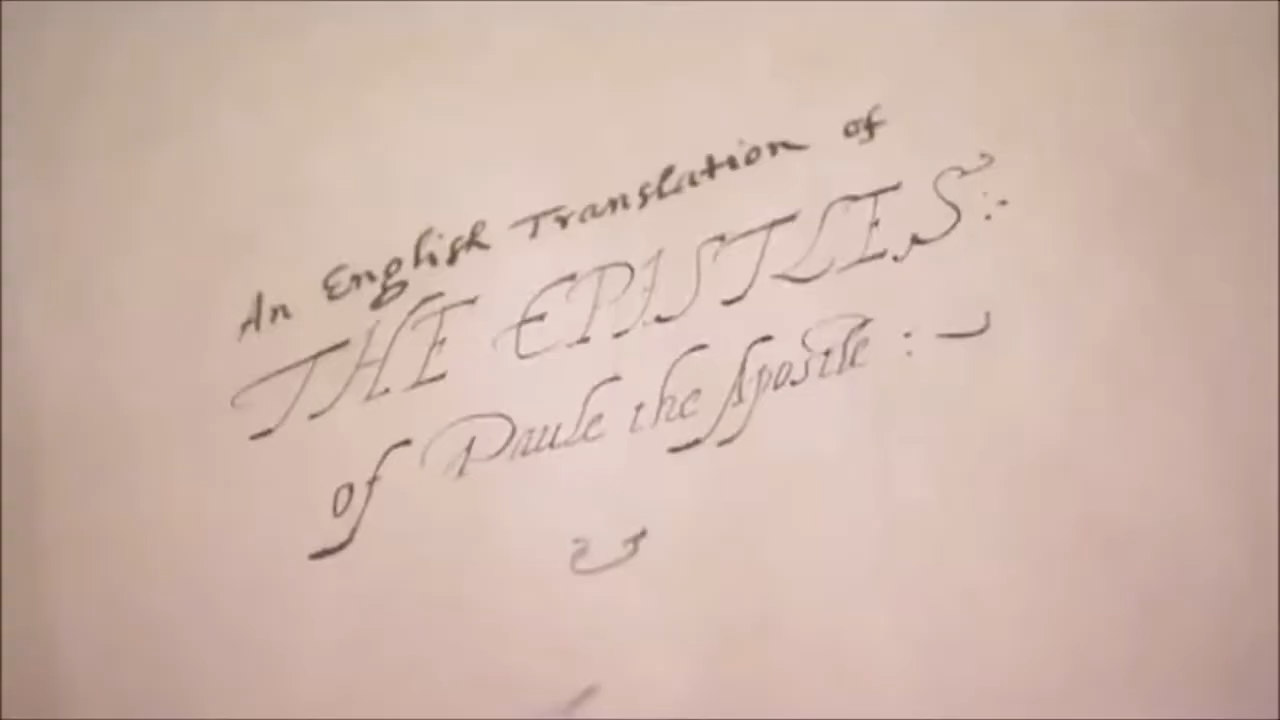 An English Translation of
THE EPISTLES:·
of Paule the Apostle :